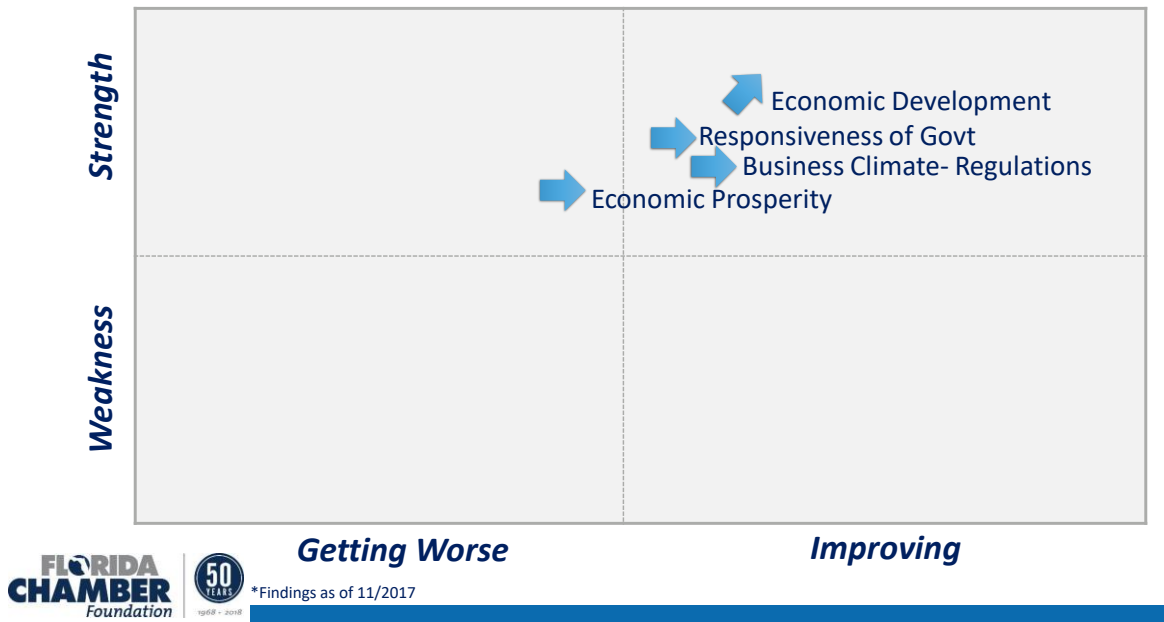 Strength
Economic Development
Responsiveness of Govt
Business Climate- Regulations
Economic Prosperity
Weakness
Getting Worse
Improving
FLORIDA
CHAMBER
Foundation
50
YEARS
1968 - 2018
*Findings as of 11/2017